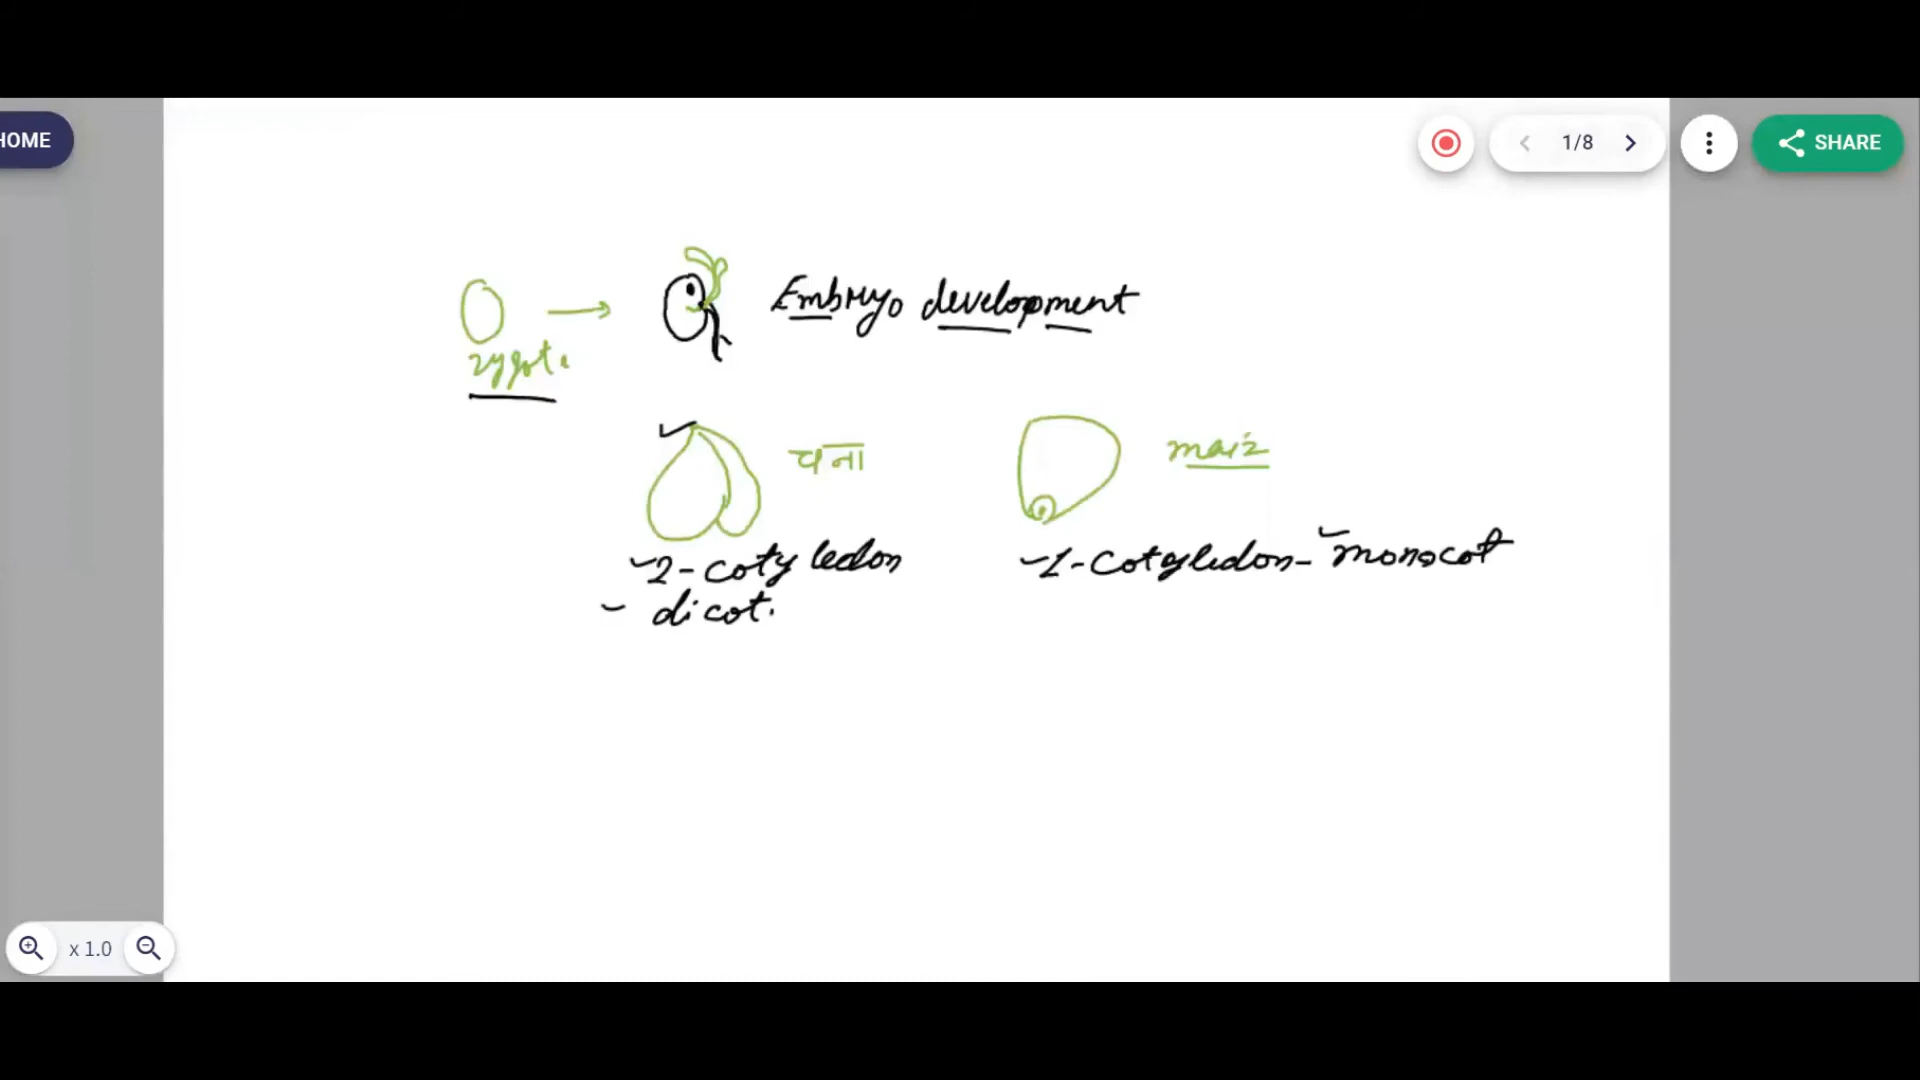 HOME
1/8
SHARE
Embryo development
zygote
चना
maiz
2-cotyledon
1-Cotyledon-monocot
dicot.
x 1.0